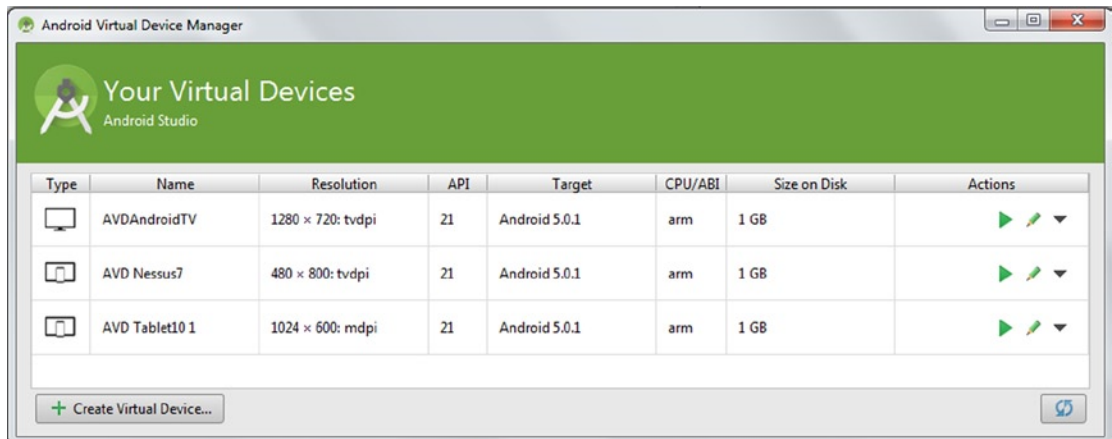 Android Virtual Device Manager
Your Virtual Devices
Android Studio
Type Name Resolution API Target CPU/ABI Size on Disk Actions
AVDAndroidTV 1280 × 720: tvdpi 21 Android 5.0.1 arm 1 GB
AVD Nessus7 480 × 800: tvdpi 21 Android 5.0.1 arm 1 GB
AVD Tablet10 1 1024 × 600: mdpi 21 Android 5.0.1 arm 1 GB
Create Virtual Device...